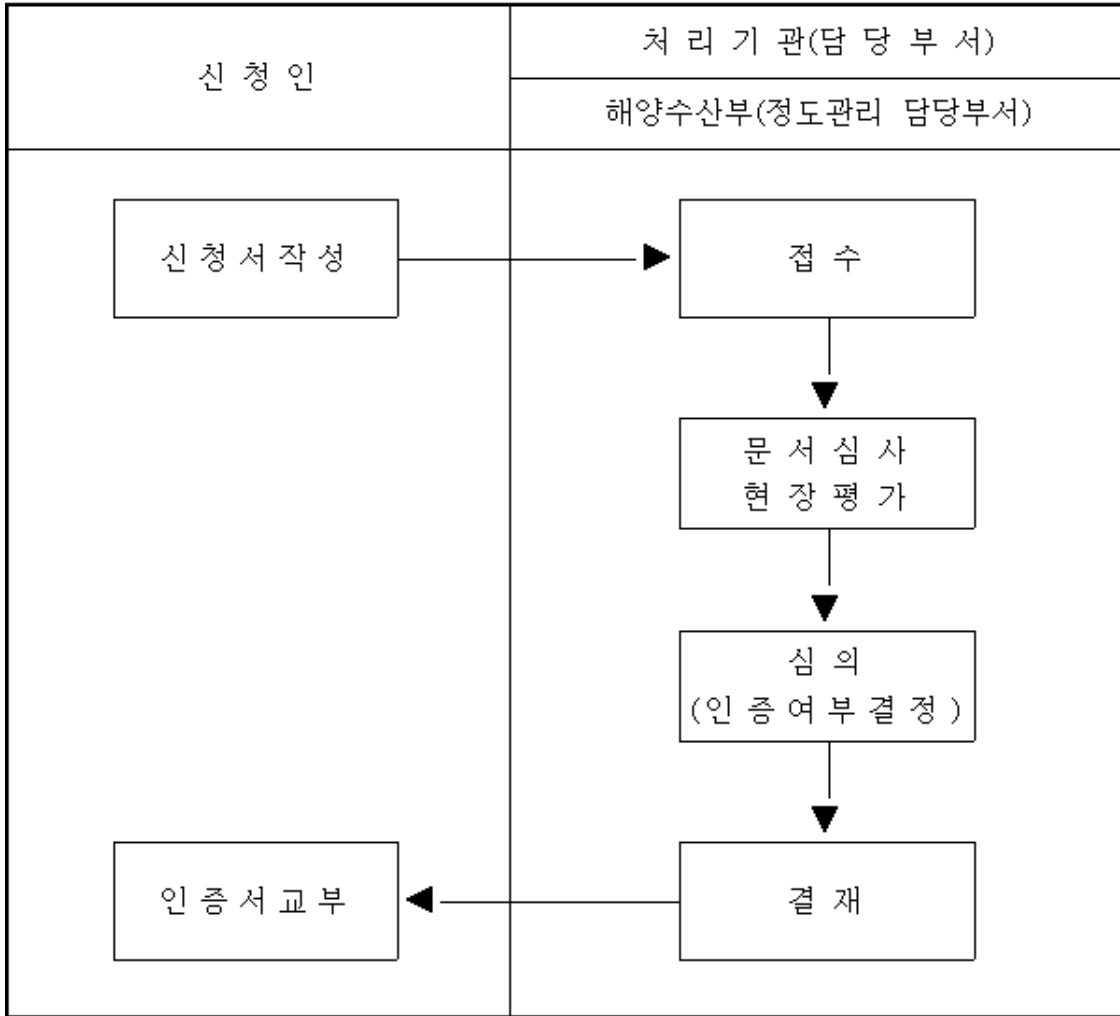 신 청 인
처 리 기 관(담 당 부 서)
해양수산부(정도관리 담당부서)
신 청 서 작 성
접 수
문 서 심 사
현 장 평 가
심 의
(인 증 여 부 결 정)
인 증 서 교 부
결 재